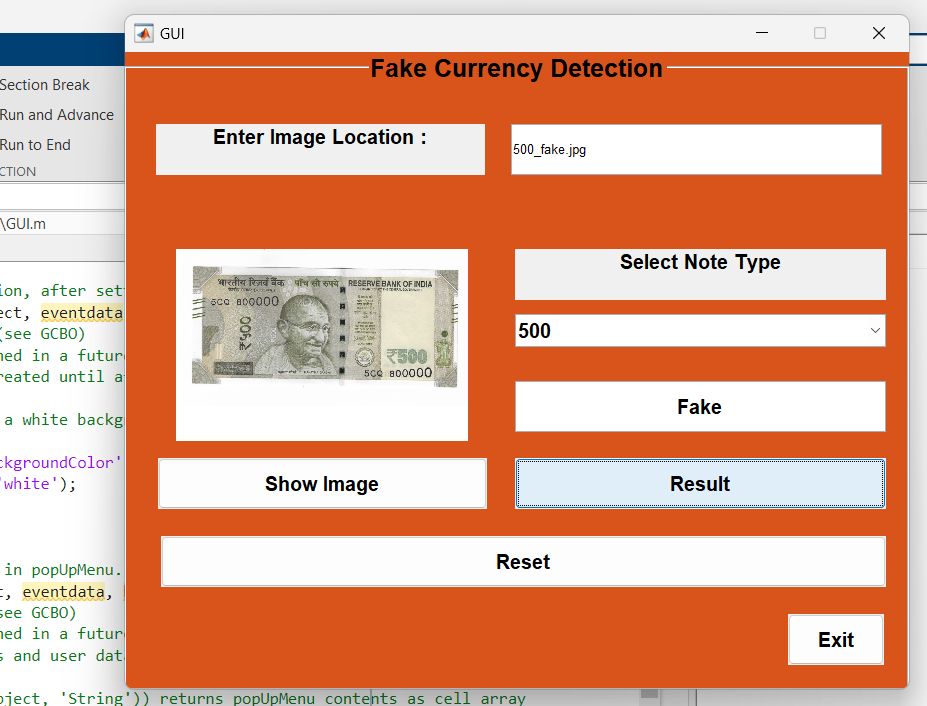 GUI
Section Break
Run and Advance
Run to End
CTION
\GUI.m
Fake Currency Detection
Enter Image Location :
500_fake.jpg
भारतीय रिज़र्व बैंक पाँच सौ रुपये RESERVE BANK OF INDIA
5CQ 800000
₹500
₹500
5CQ 800000
Select Note Type
500
Fake
Show Image
Result
Reset
Exit
ion, after set
ect, eventdata
(see GCBO)
ned in a futur
reated until a
a white backg
ckgroundColor'
'white');
in popUpMenu.
t, eventdata,
see GCBO)
ned in a futur
s and user dat
bject, 'String')) returns popUpMenu contents as cell array